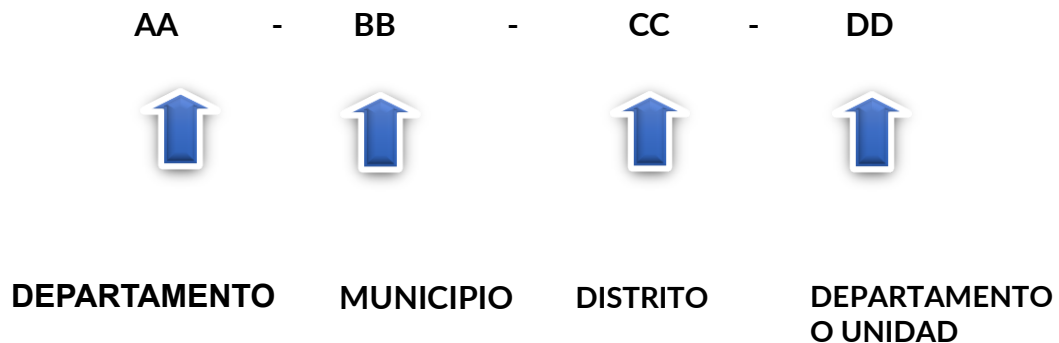 AA - BB - CC - DD
DEPARTAMENTO MUNICIPIO DISTRITO DEPARTAMENTO
O UNIDAD